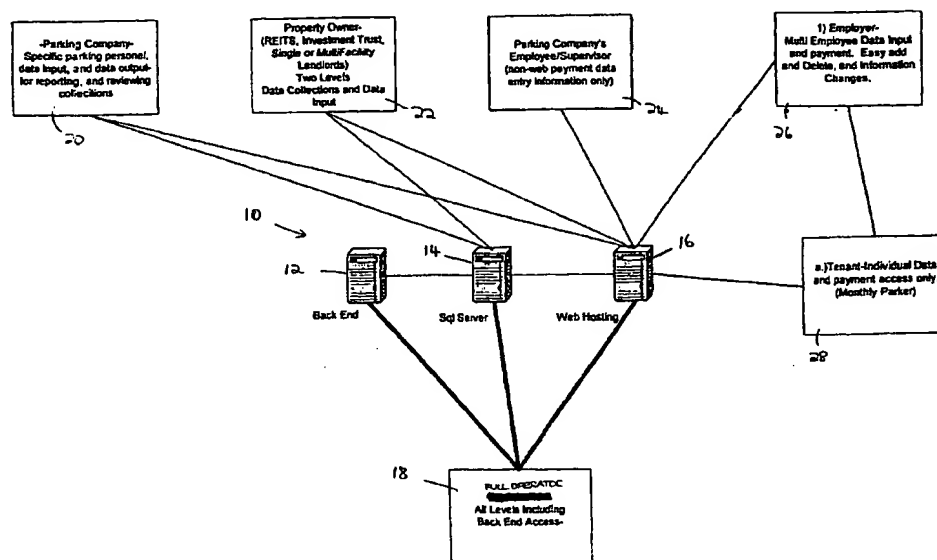 -Parking Company-
Specific parking personal,
data input, and data output-
for reporting, and reviewing
collections
20
Property Owner-
(REITS, Investment Trust,
Single or MultiFacility
Landlords)
Two Levels
Data Collections and Data
Input
22
Parking Company's
Employee/Supervisor
(non-web payment data
entry information only)
24
1) Employer-
Multi Employee Data Input
and payment. Easy add
and Delete, and Information
Changes.
26
10
12
14
16
Back End
Sql Server
Web Hosting
a.)Tenant-Individual Data
and payment access only
(Monthly Parker)
28
18
FULL OPERATOR
All Levels Including
Back End Access-